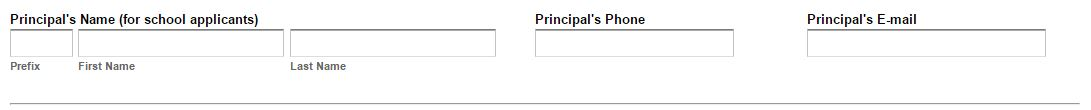 Principal's Name (for school applicants) Principal's Phone Principal's E-mail
Prefix First Name Last Name